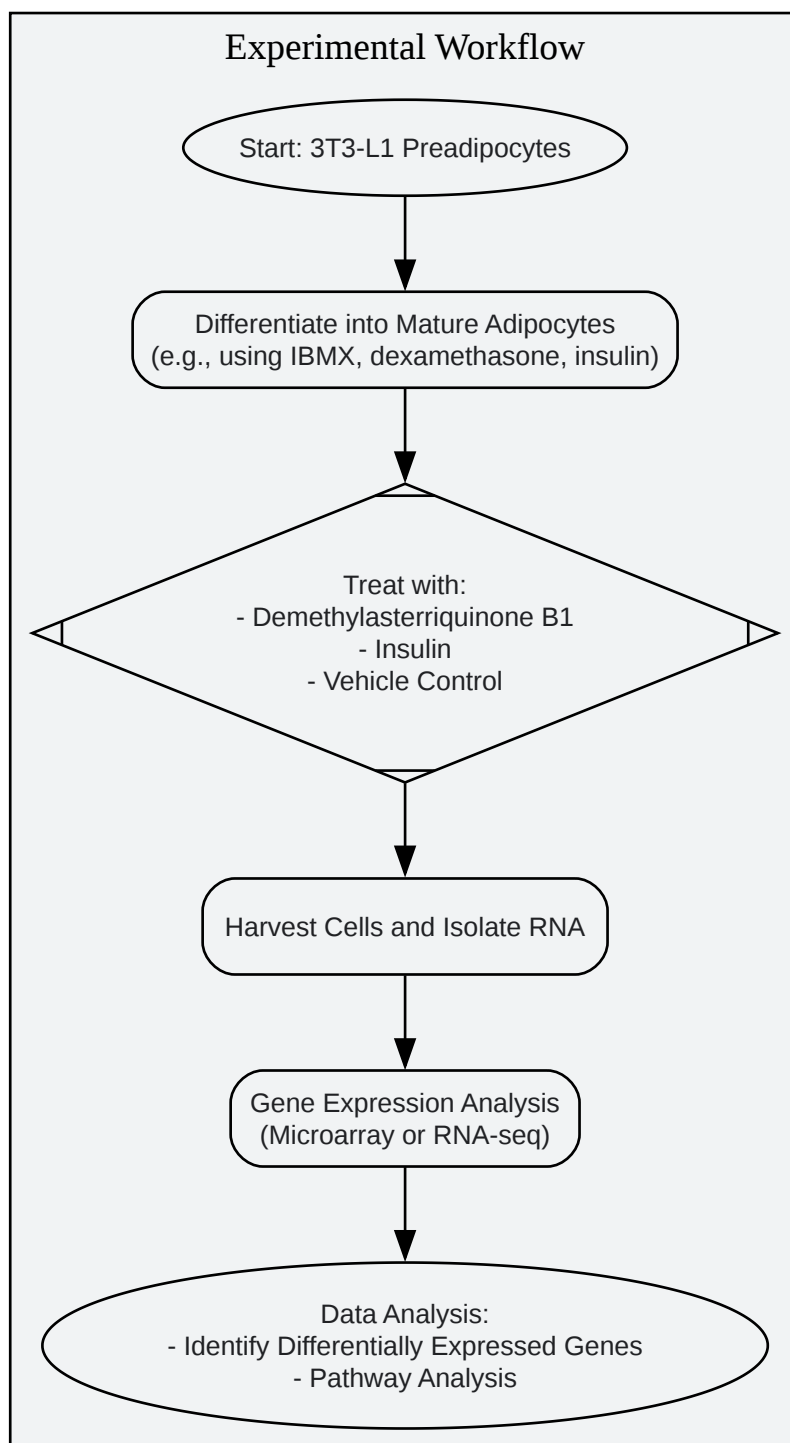 Experimental Workflow
Start: 3T3-L1 Preadipocytes
Differentiate into Mature Adipocytes
(e.g., using IBMX, dexamethasone, insulin)
Treat with:
- Demethylasterriquinone B1
- Insulin
- Vehicle Control
Harvest Cells and Isolate RNA
Gene Expression Analysis
(Microarray or RNA-seq)
Data Analysis:
- Identify Differentially Expressed Genes
- Pathway Analysis